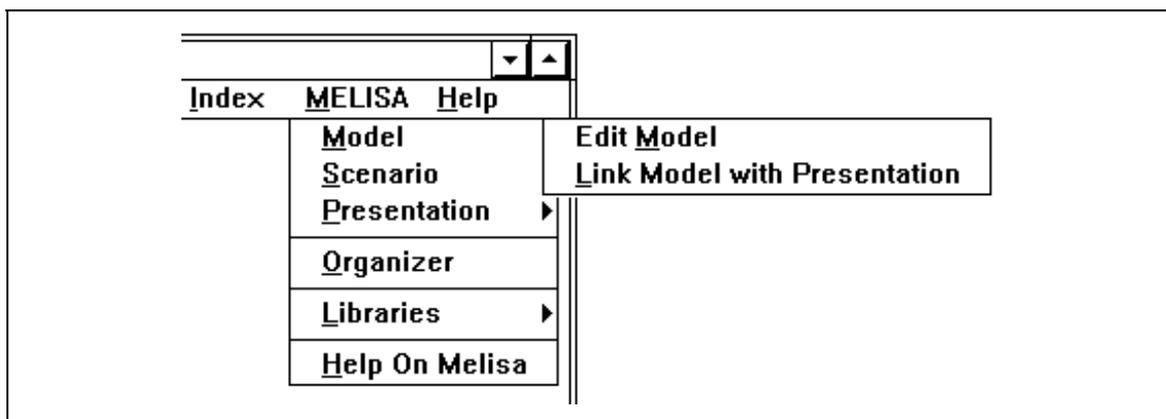 Index MELISA Help
Model
Scenario
Presentation
Organizer
Libraries
Help On Melisa
Edit Model
Link Model with Presentation